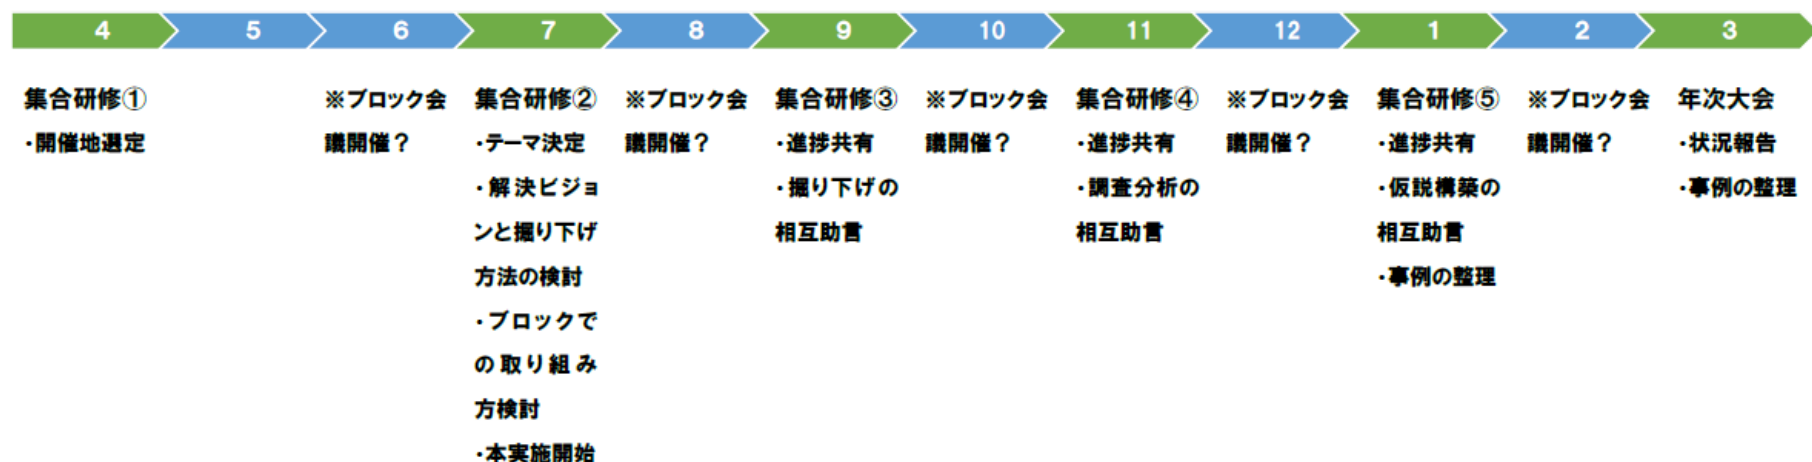 4 5 6 7 8 9 10 11 12 1 2 3
集合研修①
・開催地選定
※ブロック会
議開催？
集合研修②
・テーマ決定
・解決ビジョ
ンと掘り下げ
方法の検討
・ブロックで
の取り組み
方検討
・本実施開始
※ブロック会
議開催？
集合研修③
・進捗共有
・掘り下げの
相互助言
※ブロック会
議開催？
集合研修④
・進捗共有
・調査分析の
相互助言
※ブロック会
議開催？
集合研修⑤
・進捗共有
・仮説構築の
相互助言
・事例の整理
※ブロック会
議開催？
年次大会
・状況報告
・事例の整理